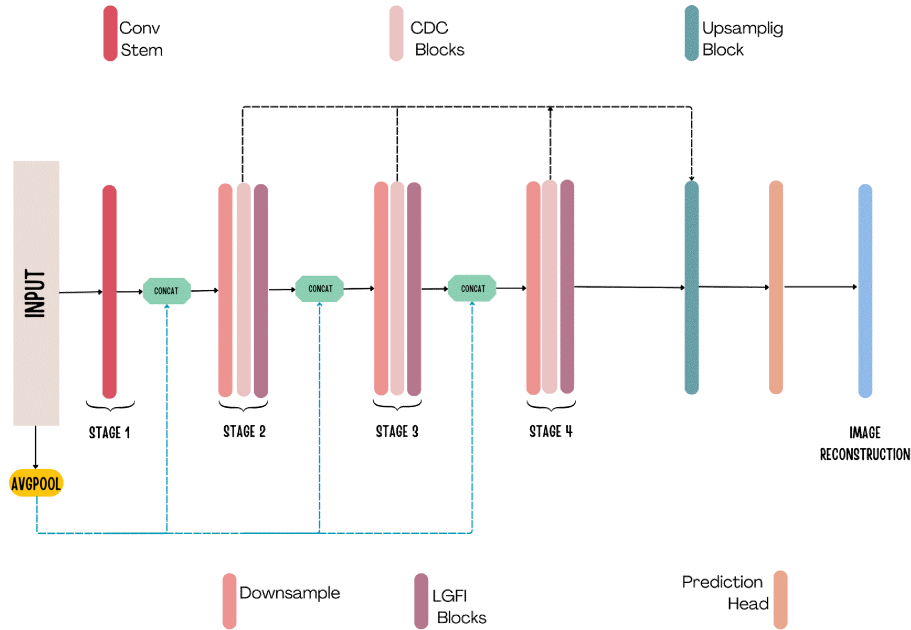 Conv
Stem
CDC
Blocks
Upsamplig
Block
INPUT
CONCAT
CONCAT
CONCAT
STAGE 1
STAGE 2
STAGE 3
STAGE 4
IMAGE
RECONSTRUCTION
AVGPOOL
Downsample
LGFI
Blocks
Prediction
Head